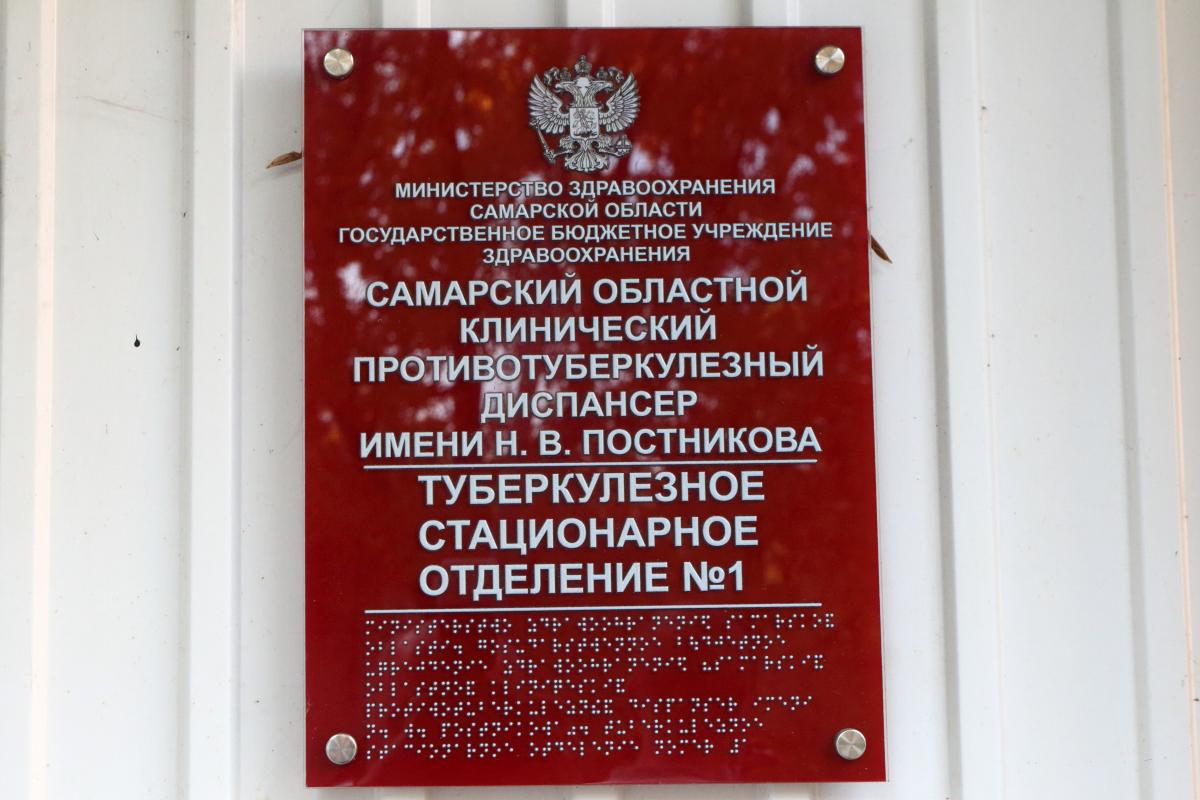 МИНИСТЕРСТВО ЗДРАВООХРАНЕНИЯ
САМАРСКОЙ ОБЛАСТИ
ГОСУДАРСТВЕННОЕ БЮДЖЕТНОЕ УЧРЕЖДЕНИЕ
ЗДРАВООХРАНЕНИЯ
САМАРСКИЙ ОБЛАСТНОЙ
КЛИНИЧЕСКИЙ
ПРОТИВОТУБЕРКУЛЕЗНЫЙ
ДИСПАНСЕР
ИМЕНИ Н. В. ПОСТНИКОВА
ТУБЕРКУЛЕЗНОЕ
СТАЦИОНАРНОЕ
ОТДЕЛЕНИЕ №1